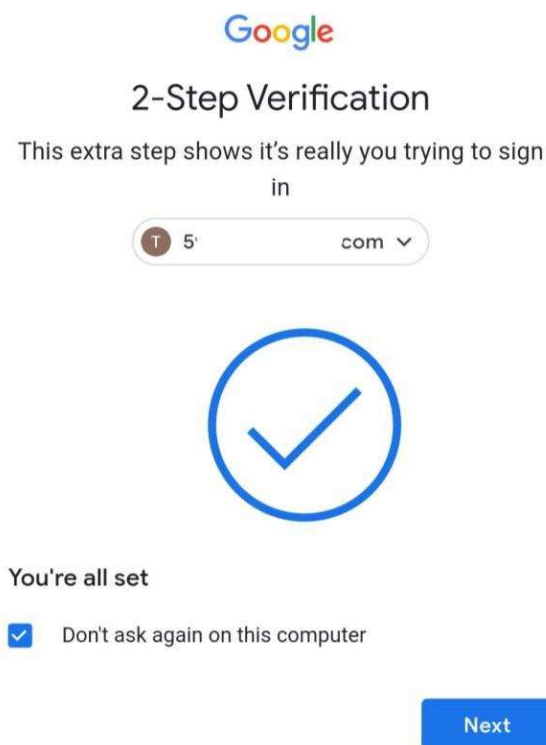 Google
2-Step Verification
This extra step shows it's really you trying to sign
in
T 5 com
You're all set
Don't ask again on this computer
Next